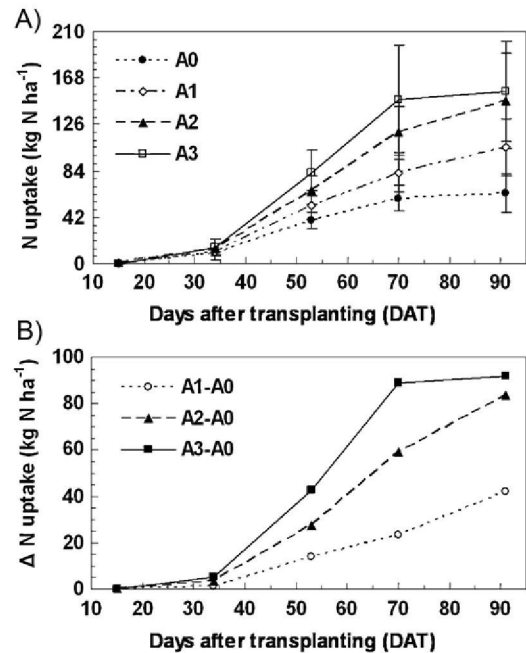 A)
N uptake (kg N ha⁻¹)
210
168
126
84
42
0
A0
A1
A2
A3
10 20 30 40 50 60 70 80 90
Days after transplanting (DAT)
B)
Δ N uptake (kg N ha⁻¹)
100
80
60
40
20
0
A1-A0
A2-A0
A3-A0
10 20 30 40 50 60 70 80 90
Days after transplanting (DAT)